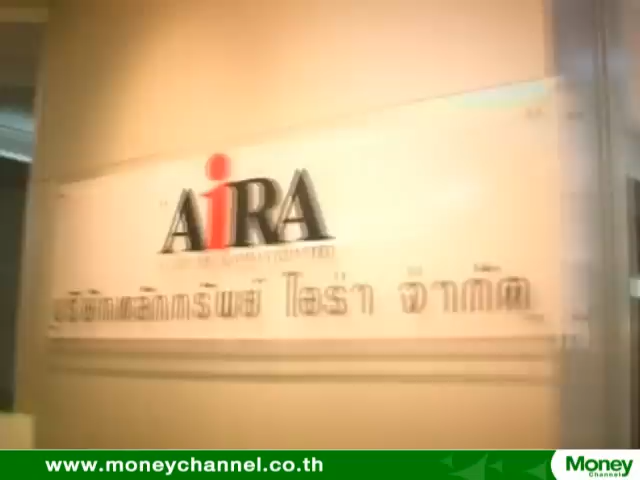 AiRA
บริษัทหลักทรัพย์ ไอร่า จำกัด
www.moneychannel.co.th
Money
Channel